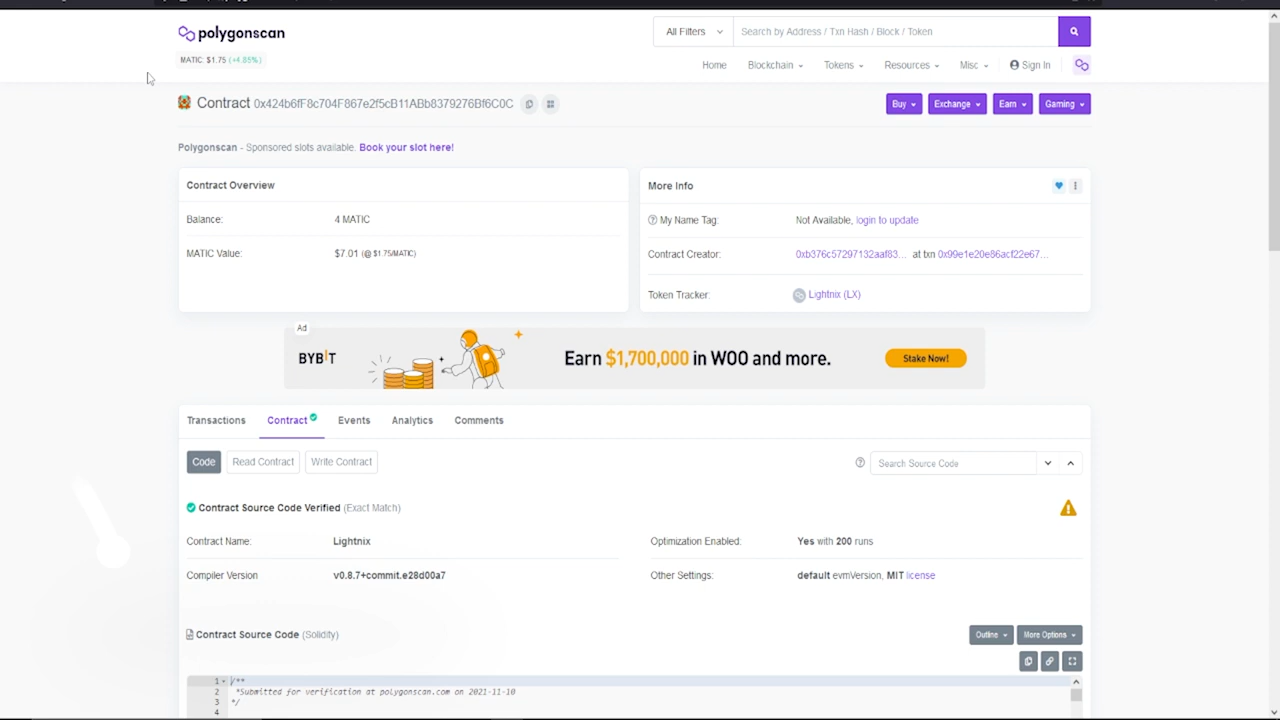 polygonscan
All Filters
Search by Address / Txn Hash / Block / Token
MATIC: $1.75 (+4.85%)
Home
Blockchain
Tokens
Resources
Misc
Sign In
Contract 0x424b6fF8c704F867e2f5cB11ABb8379276Bf6C0C
Buy
Exchange
Earn
Gaming
Polygonscan - Sponsored slots available. Book your slot here!
Contract Overview
Balance: 4 MATIC
MATIC Value: $7.01 (@ $1.75/MATIC)
More Info
My Name Tag: Not Available, login to update
Contract Creator: 0xb376c57297132aaf83... at txn 0x99e1e20e86acf22e67...
Token Tracker: Lightnix (LX)
Ad
BYB!T
Earn $1,700,000 in WOO and more.
Stake Now!
Transactions
Contract
Events
Analytics
Comments
Code
Read Contract
Write Contract
Search Source Code
Contract Source Code Verified (Exact Match)
Contract Name: Lightnix
Optimization Enabled: Yes with 200 runs
Compiler Version v0.8.7+commit.e28d00a7
Other Settings: default evmVersion, MIT license
Contract Source Code (Solidity)
Outline
More Options
1 /**
2 *Submitted for verification at polygonscan.com on 2021-11-10
3 */
4